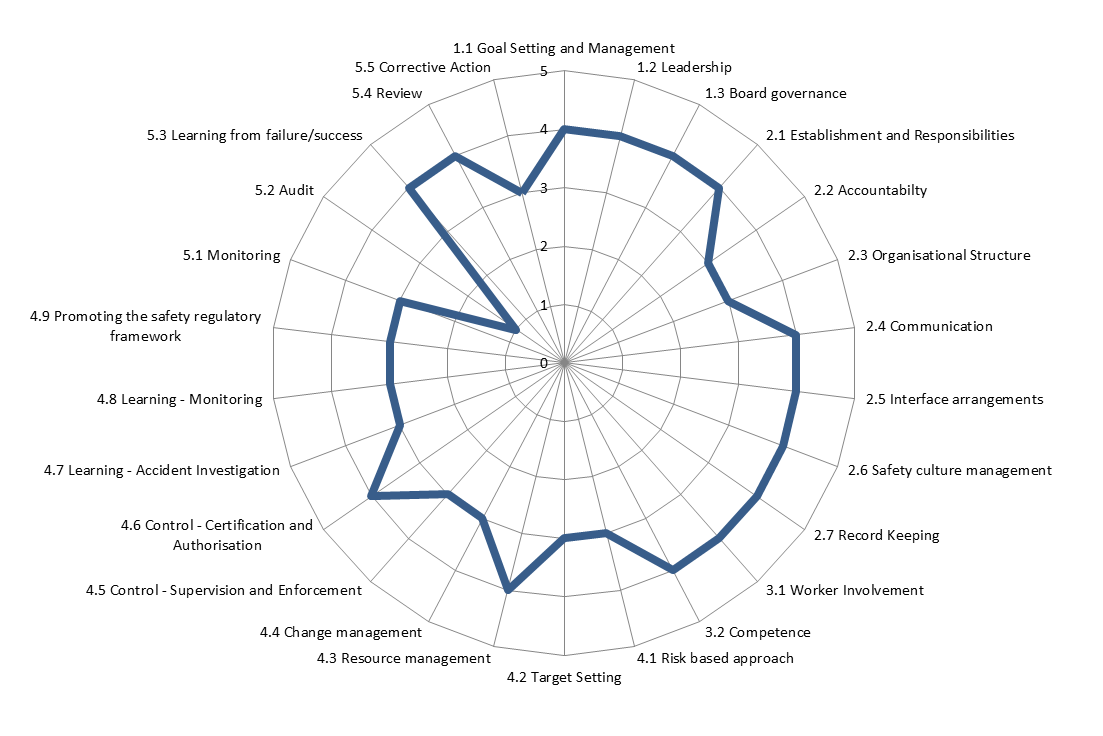 1.1 Goal Setting and Management
5.5 Corrective Action
1.2 Leadership
5.4 Review
1.3 Board governance
5.3 Learning from failure/success
2.1 Establishment and Responsibilities
5.2 Audit
2.2 Accountabilty
5.1 Monitoring
2.3 Organisational Structure
4.9 Promoting the safety regulatory
framework
2.4 Communication
4.8 Learning - Monitoring
2.5 Interface arrangements
4.7 Learning - Accident Investigation
2.6 Safety culture management
4.6 Control - Certification and
Authorisation
2.7 Record Keeping
4.5 Control - Supervision and Enforcement
3.1 Worker Involvement
4.4 Change management
3.2 Competence
4.3 Resource management
4.1 Risk based approach
4.2 Target Setting
5
4
3
2
1
0